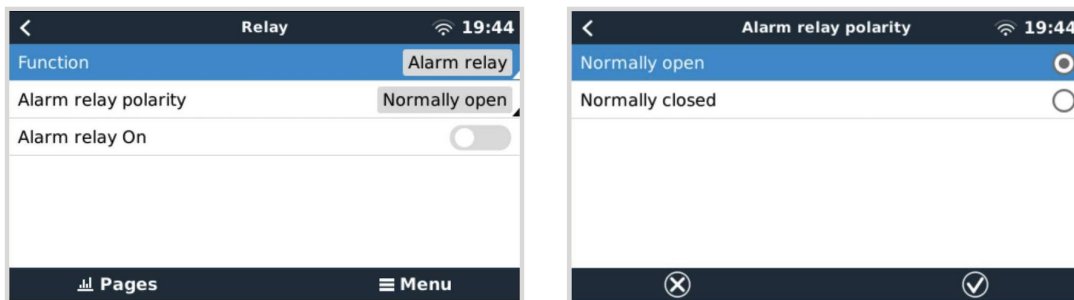 Relay 19:44
Function Alarm relay
Alarm relay polarity Normally open
Alarm relay On
Pages Menu
Alarm relay polarity 19:44
Normally open
Normally closed